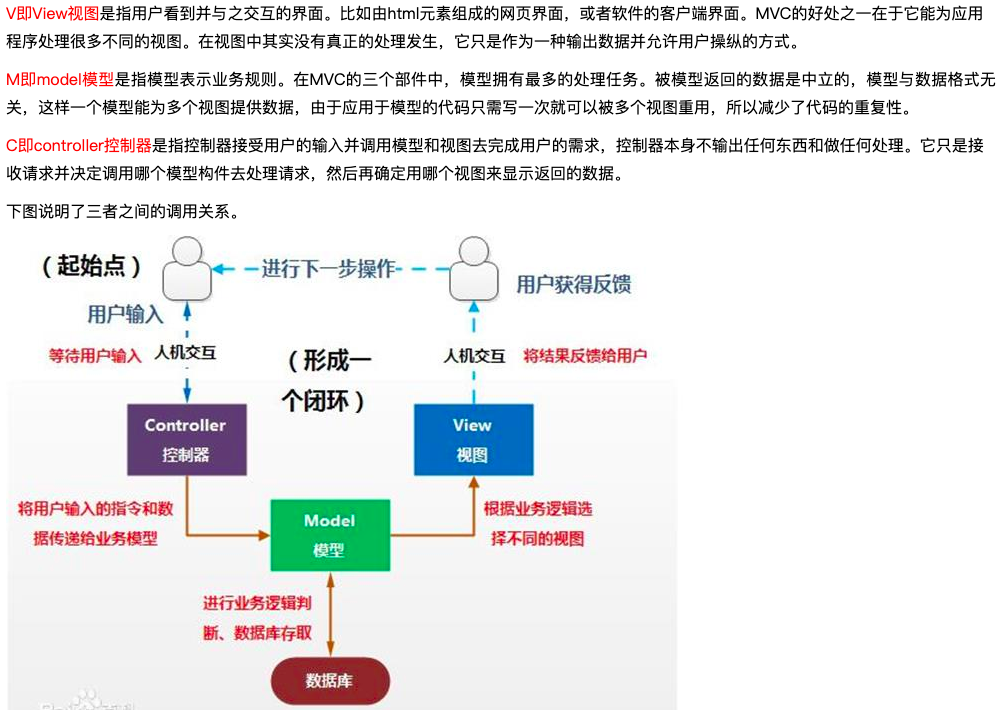 V即View视图是指用户看到并与之交互的界面。比如由html元素组成的网页界面，或者软件的客户端界面。MVC的好处之一在于它能为应用
程序处理很多不同的视图。在视图中其实没有真正的处理发生，它只是作为一种输出数据并允许用户操纵的方式。
M即model模型是指模型表示业务规则。在MVC的三个部件中，模型拥有最多的处理任务。被模型返回的数据是中立的，模型与数据格式无
关，这样一个模型能为多个视图提供数据，由于应用于模型的代码只需写一次就可以被多个视图重用，所以减少了代码的重复性。
C即controller控制器是指控制器接受用户的输入并调用模型和视图去完成用户的需求，控制器本身不输出任何东西和做任何处理。它只是接
收请求并决定调用哪个模型构件去处理请求，然后再确定用哪个视图来显示返回的数据。
下图说明了三者之间的调用关系。
（起始点）
进行下一步操作
用户获得反馈
用户输入
等待用户输入
人机交互
（形成一
个闭环）
人机交互
将结果反馈给用户
Controller
控制器
View
视图
将用户输入的指令和数
据传递给业务模型
Model
模型
根据业务逻辑选
择不同的视图
进行业务逻辑判
断、数据库存取
数据库